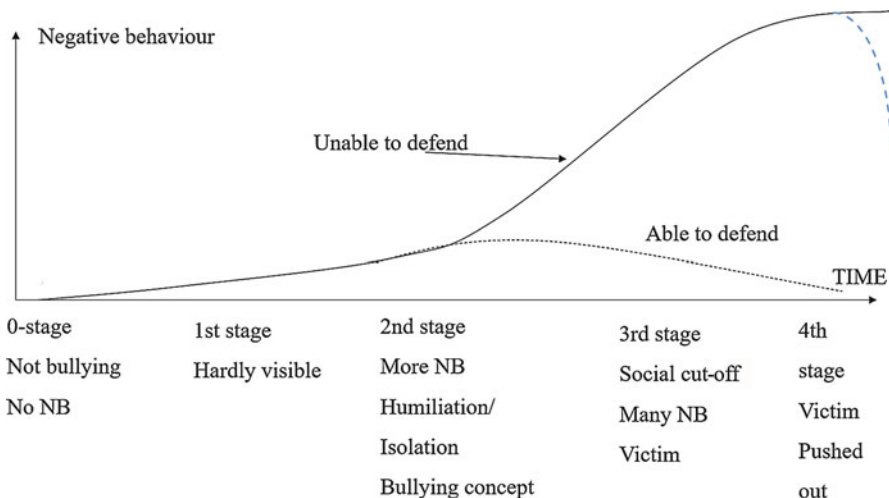 Negative behaviour
Unable to defend
Able to defend
TIME
0-stage
Not bullying
No NB
1st stage
Hardly visible
2nd stage
More NB
Humiliation/
Isolation
Bullying concept
3rd stage
Social cut-off
Many NB
Victim
4th
stage
Victim
Pushed
out